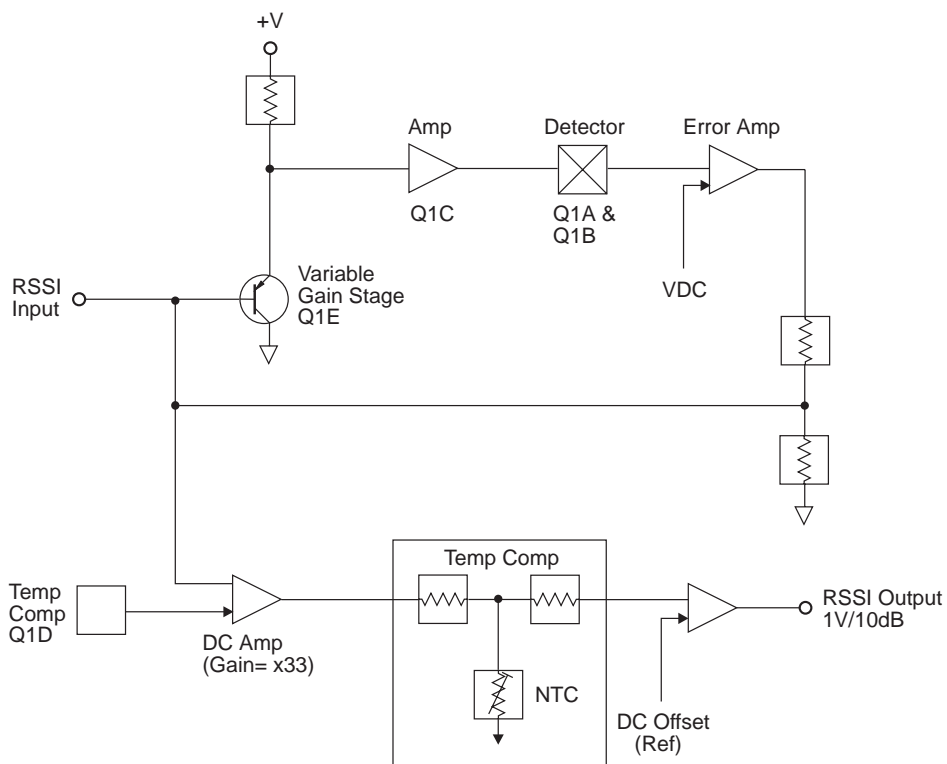 +V
Amp
Detector
Error Amp
Q1C
Q1A &
Q1B
VDC
RSSI
Input
Variable
Gain Stage
Q1E
Temp Comp
Temp
Comp
Q1D
DC Amp
(Gain= x33)
NTC
RSSI Output
1V/10dB
DC Offset
(Ref)